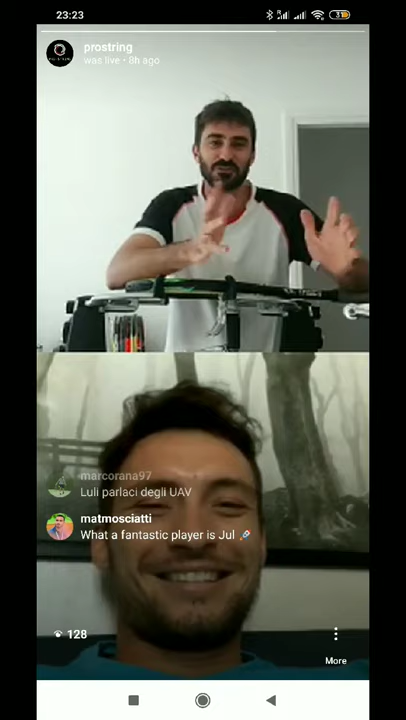 23:23
prostring
was live • 8h ago
marcorana97
Luli parlaci degli UAV
matmosciatti
What a fantastic player is Jul
128
More